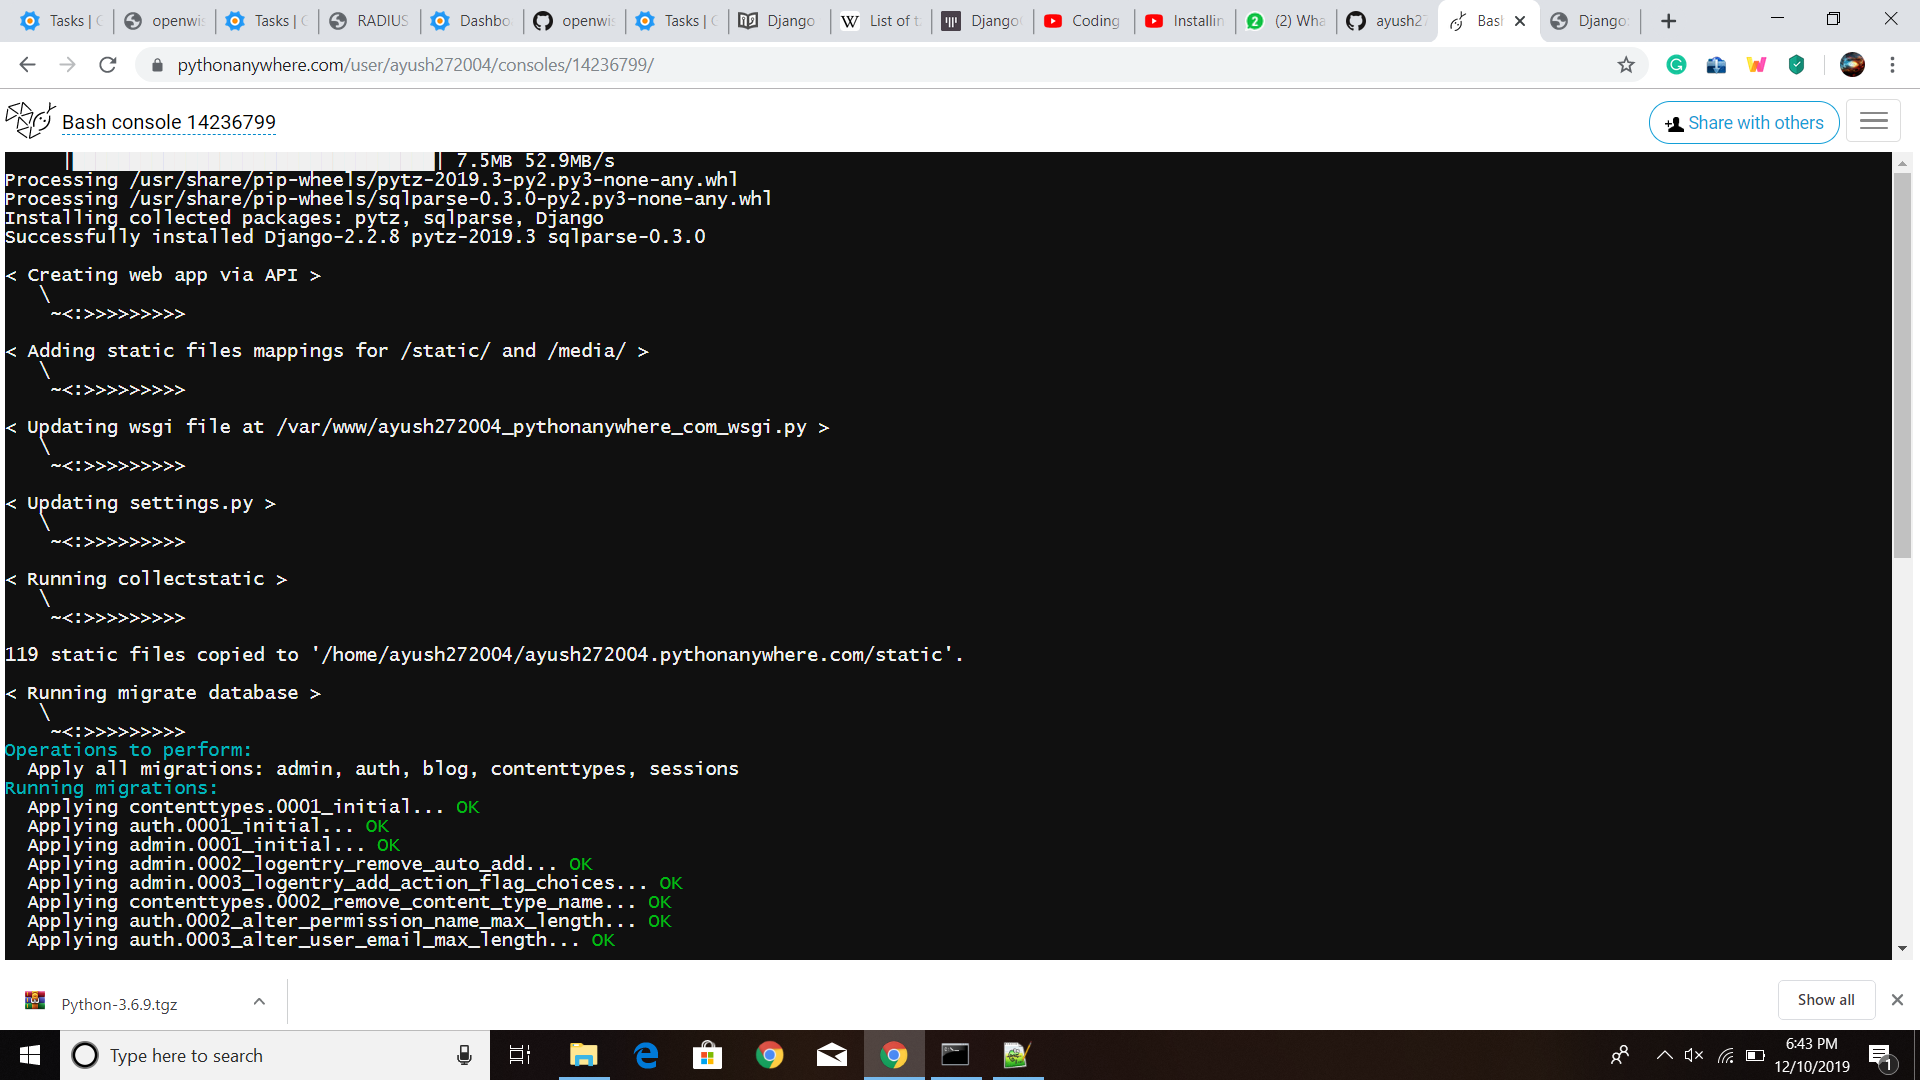 Tasks | G
openwis
Tasks | G
RADIUS
Dashbo
openwis
Tasks | G
Django
List of t
Django
Coding
Installin
(2) Wha
ayush27
Bash
Django
pythonanywhere.com/user/ayush272004/consoles/14236799/
Bash console 14236799
Share with others
| 7.5MB 52.9MB/s
Processing /usr/share/pip-wheels/pytz-2019.3-py2.py3-none-any.whl
Processing /usr/share/pip-wheels/sqlparse-0.3.0-py2.py3-none-any.whl
Installing collected packages: pytz, sqlparse, Django
Successfully installed Django-2.2.8 pytz-2019.3 sqlparse-0.3.0
< Creating web app via API >
\
~<:>>>>>>>>>
< Adding static files mappings for /static/ and /media/ >
\
~<:>>>>>>>>>
< Updating wsgi file at /var/www/ayush272004_pythonanywhere_com_wsgi.py >
\
~<:>>>>>>>>>
< Updating settings.py >
\
~<:>>>>>>>>>
< Running collectstatic >
\
~<:>>>>>>>>>
119 static files copied to '/home/ayush272004/ayush272004.pythonanywhere.com/static'.
< Running migrate database >
\
~<:>>>>>>>>>
Operations to perform:
Apply all migrations: admin, auth, blog, contenttypes, sessions
Running migrations:
Applying contenttypes.0001_initial... OK
Applying auth.0001_initial... OK
Applying admin.0001_initial... OK
Applying admin.0002_logentry_remove_auto_add... OK
Applying admin.0003_logentry_add_action_flag_choices... OK
Applying contenttypes.0002_remove_content_type_name... OK
Applying auth.0002_alter_permission_name_max_length... OK
Applying auth.0003_alter_user_email_max_length... OK
Python-3.6.9.tgz
Show all
Type here to search
6:43 PM
12/10/2019
1